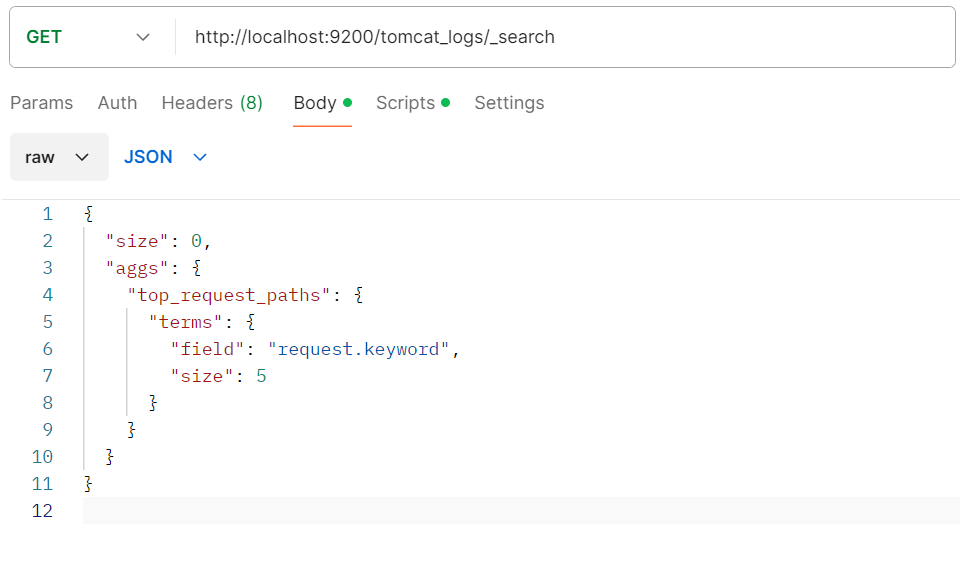 GET http://localhost:9200/tomcat_logs/_search
Params Auth Headers (8) Body Scripts Settings
raw JSON
1 {
2 "size": 0,
3 "aggs": {
4 "top_request_paths": {
5 "terms": {
6 "field": "request.keyword",
7 "size": 5
8 }
9 }
10 }
11 }
12